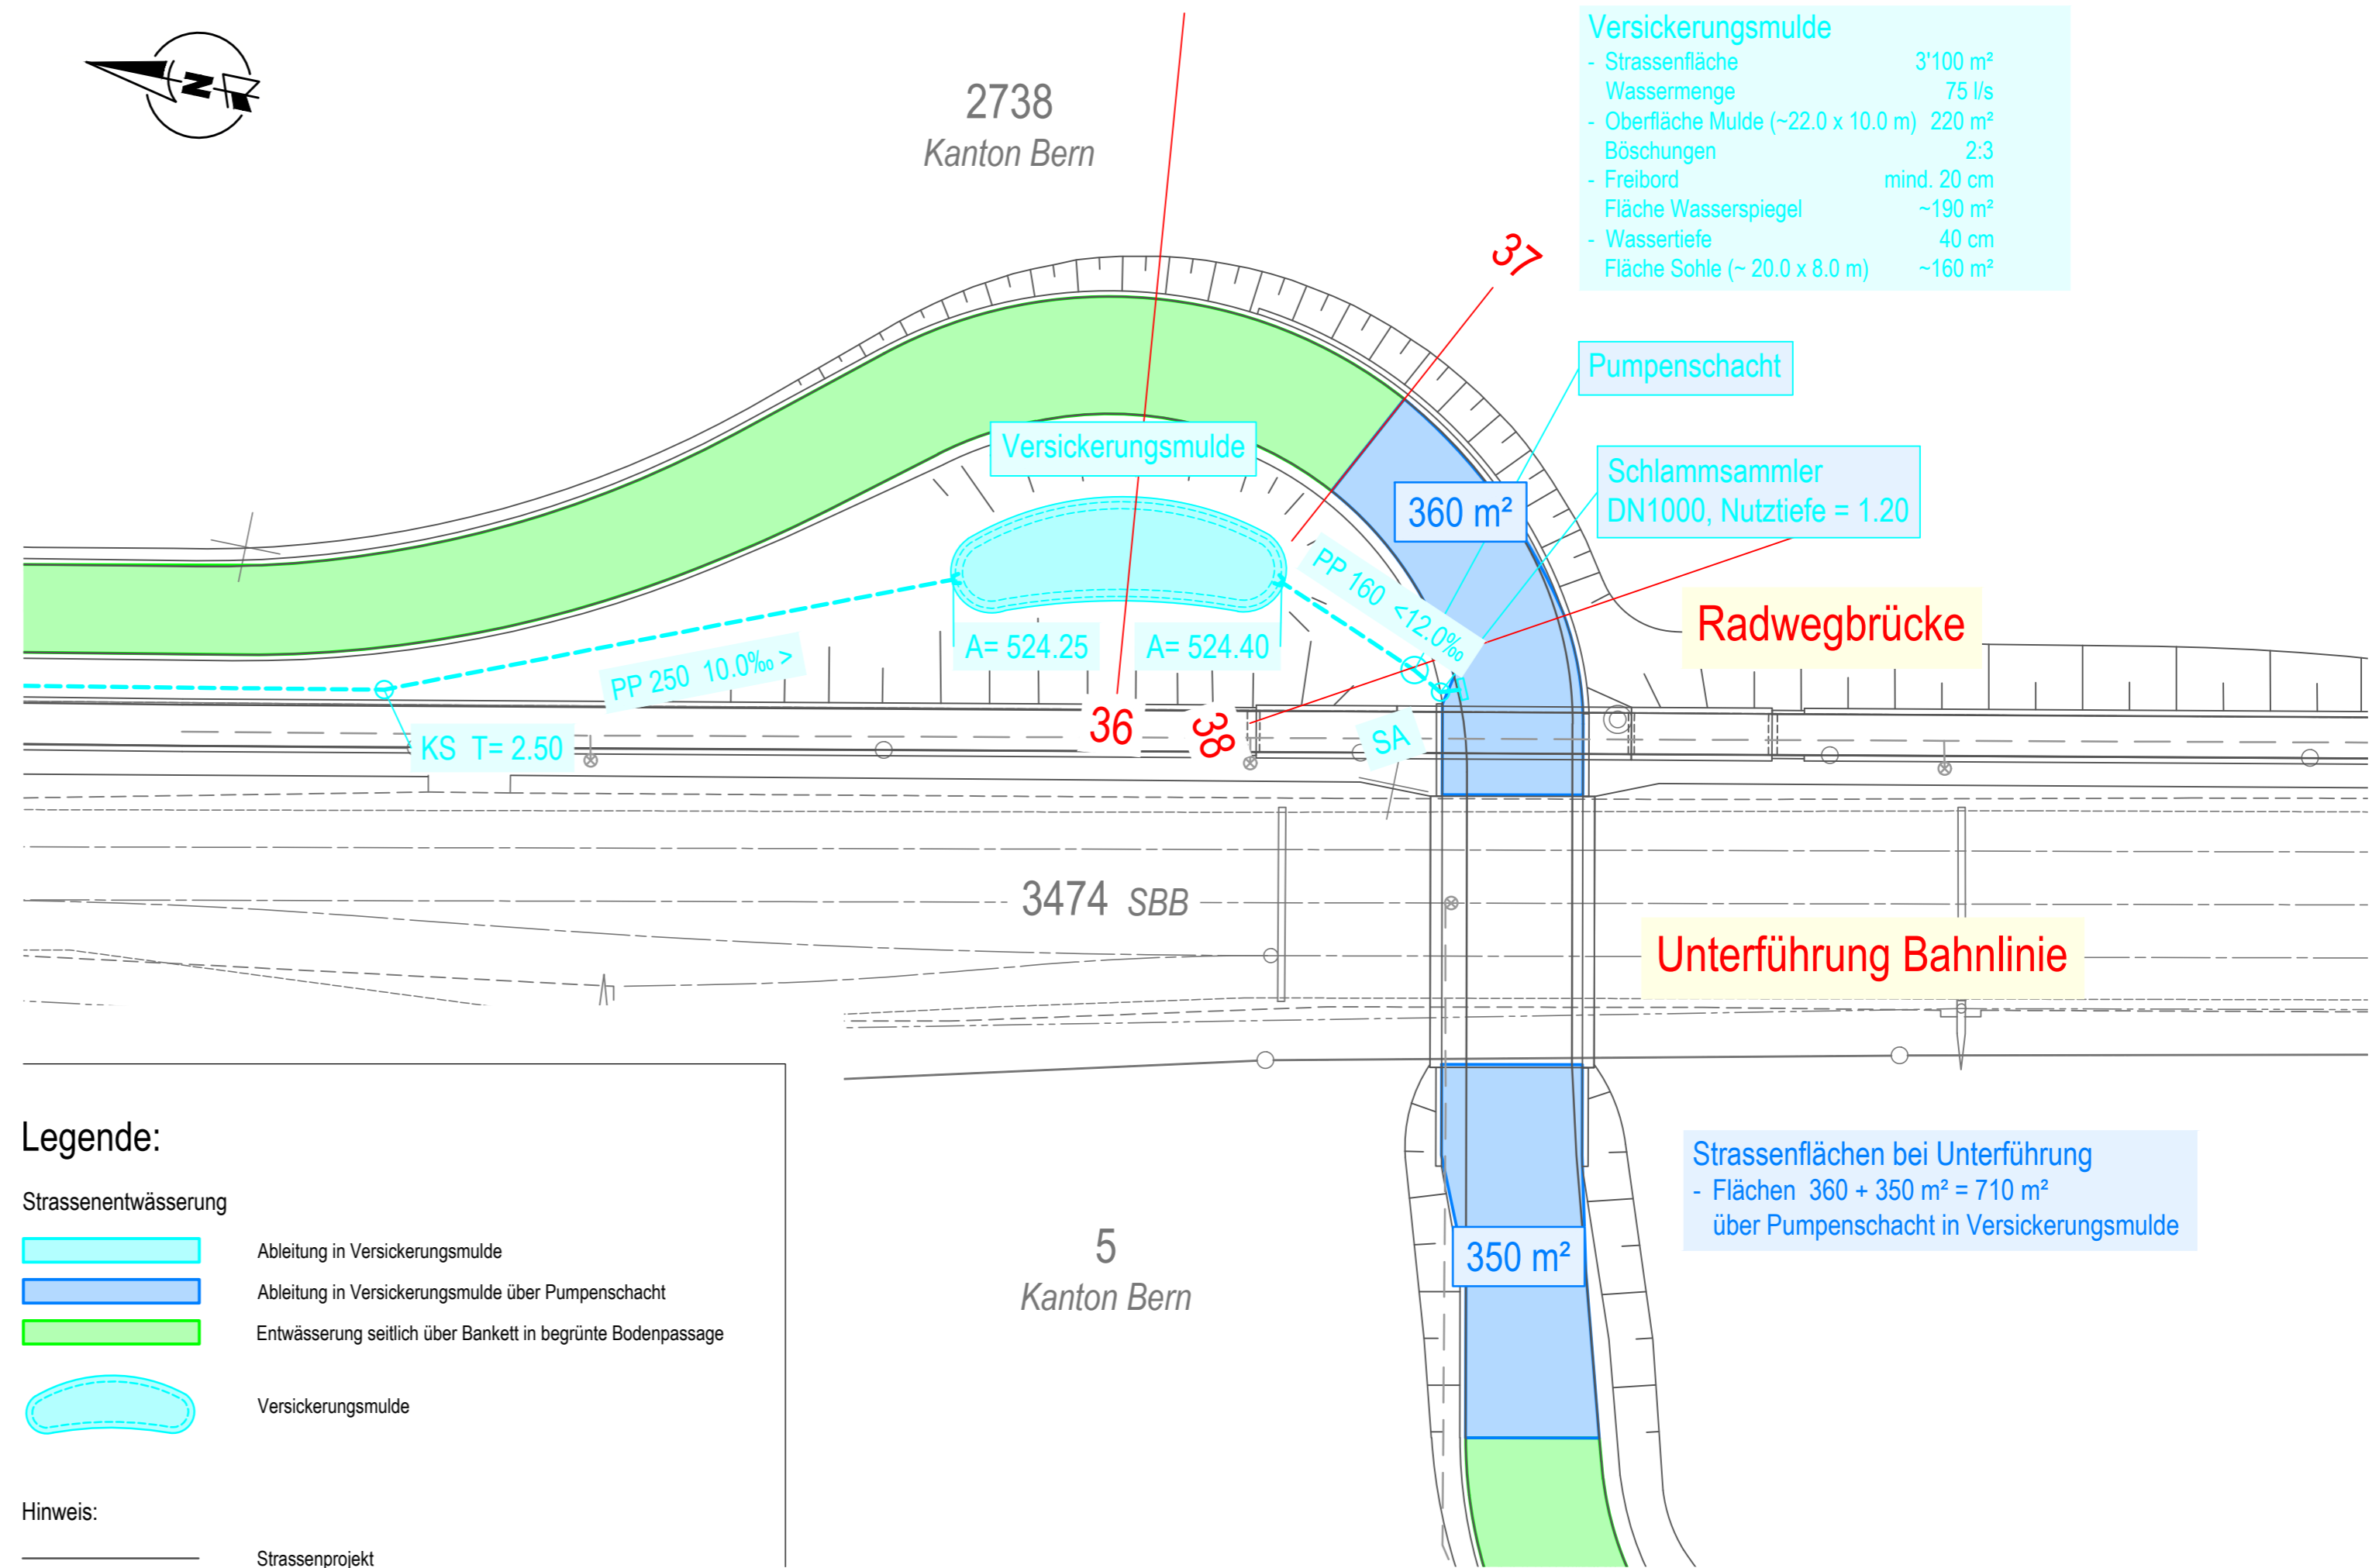 N
2738
Kanton Bern
Versickerungsmulde
- Strassenfläche 3'100 m²
Wassermenge 75 l/s
- Oberfläche Mulde (~22.0 x 10.0 m) 220 m²
Böschungen 2:3
- Freibord mind. 20 cm
Fläche Wasserspiegel ~190 m²
- Wassertiefe 40 cm
Fläche Sohle (~ 20.0 x 8.0 m) ~160 m²
37
Pumpenschacht
Versickerungsmulde
Schlammsammler
DN1000, Nutztiefe = 1.20
360 m²
PP 160 <12.0‰
Radwegbrücke
A= 524.25
A= 524.40
PP 250 10.0‰ >
36
38
SA
KS T= 2.50
3474 SBB
Unterführung Bahnlinie
Legende:
Strassenentwässerung
Ableitung in Versickerungsmulde
Ableitung in Versickerungsmulde über Pumpenschacht
Entwässerung seitlich über Bankett in begrünte Bodenpassage
Versickerungsmulde
Hinweis:
Strassenprojekt
5
Kanton Bern
350 m²
Strassenflächen bei Unterführung
- Flächen 360 + 350 m² = 710 m²
über Pumpenschacht in Versickerungsmulde